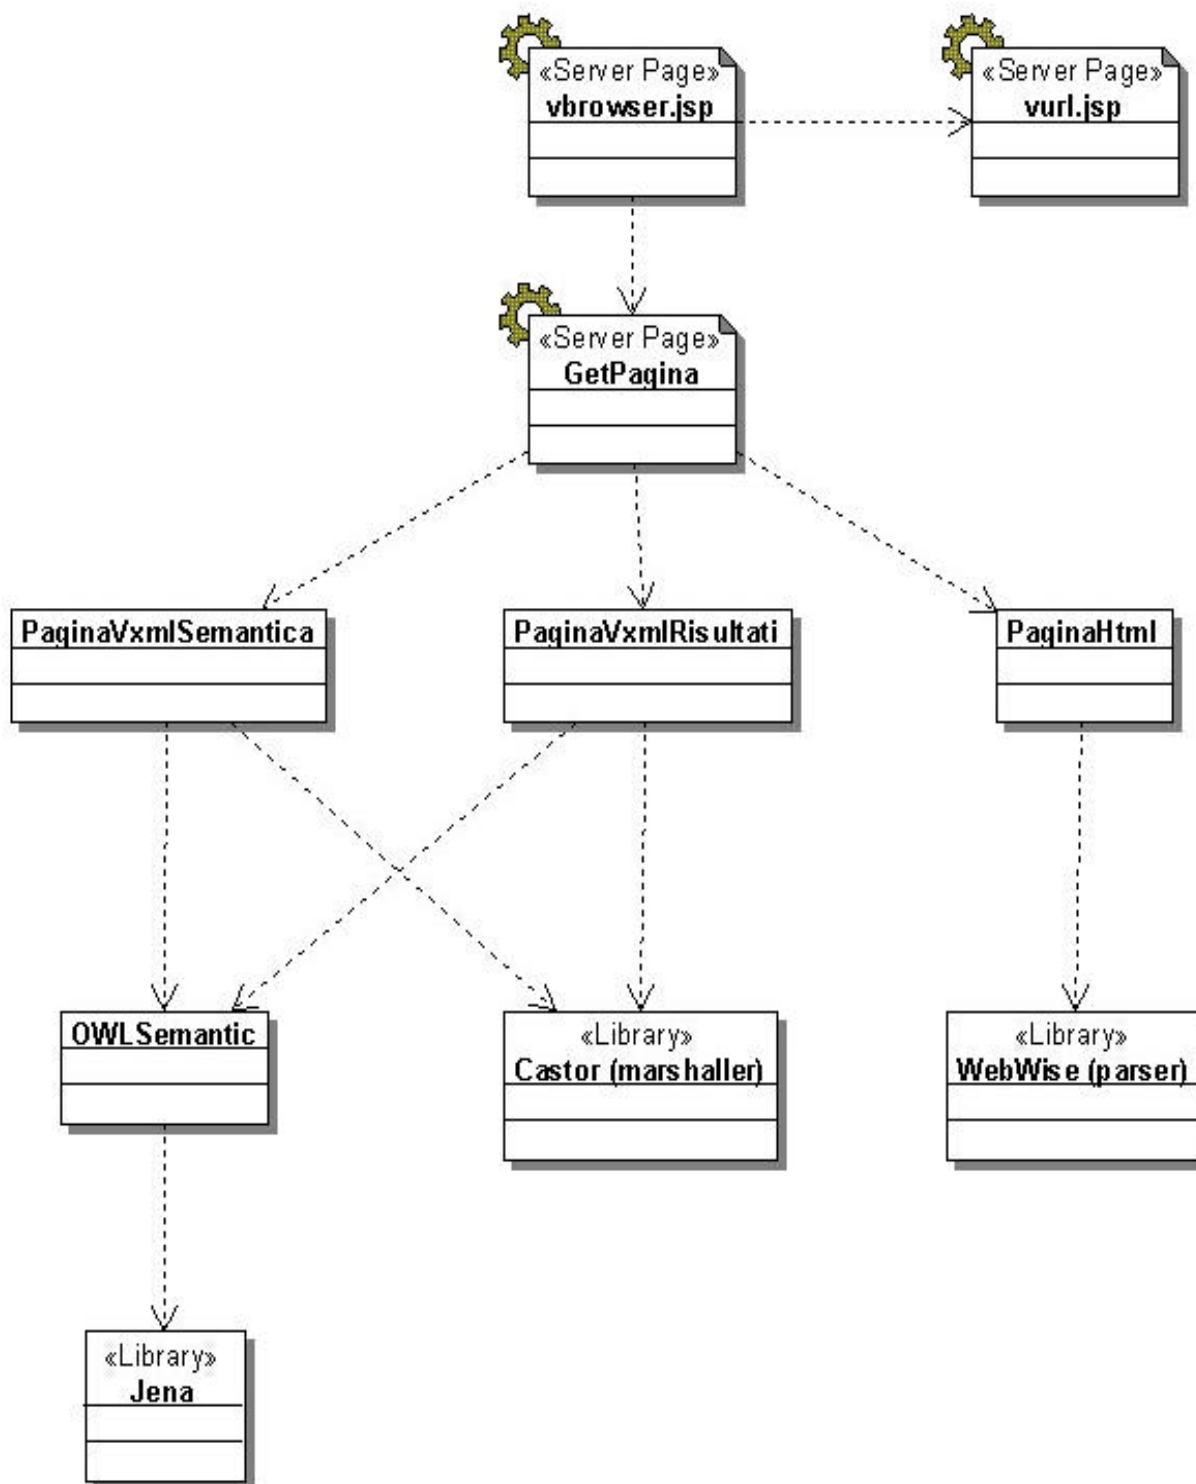 «Server Page»
vbrowser.jsp
«Server Page»
vurl.jsp
«Server Page»
GetPagina
PaginaVxmlSemantica
PaginaVxmlRisultati
PaginaHtml
OWLSemantic
«Library»
Castor (marshaller)
«Library»
WebWise (parser)
«Library»
Jena